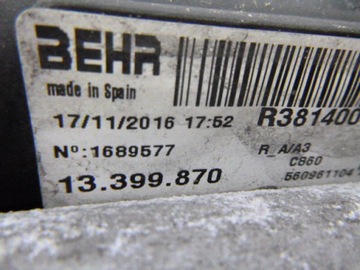 BEHR
made in Spain
17/11/2016 17:52 R381400
Nº:1689577 R_A/A3
C860
13.399.870 560961104